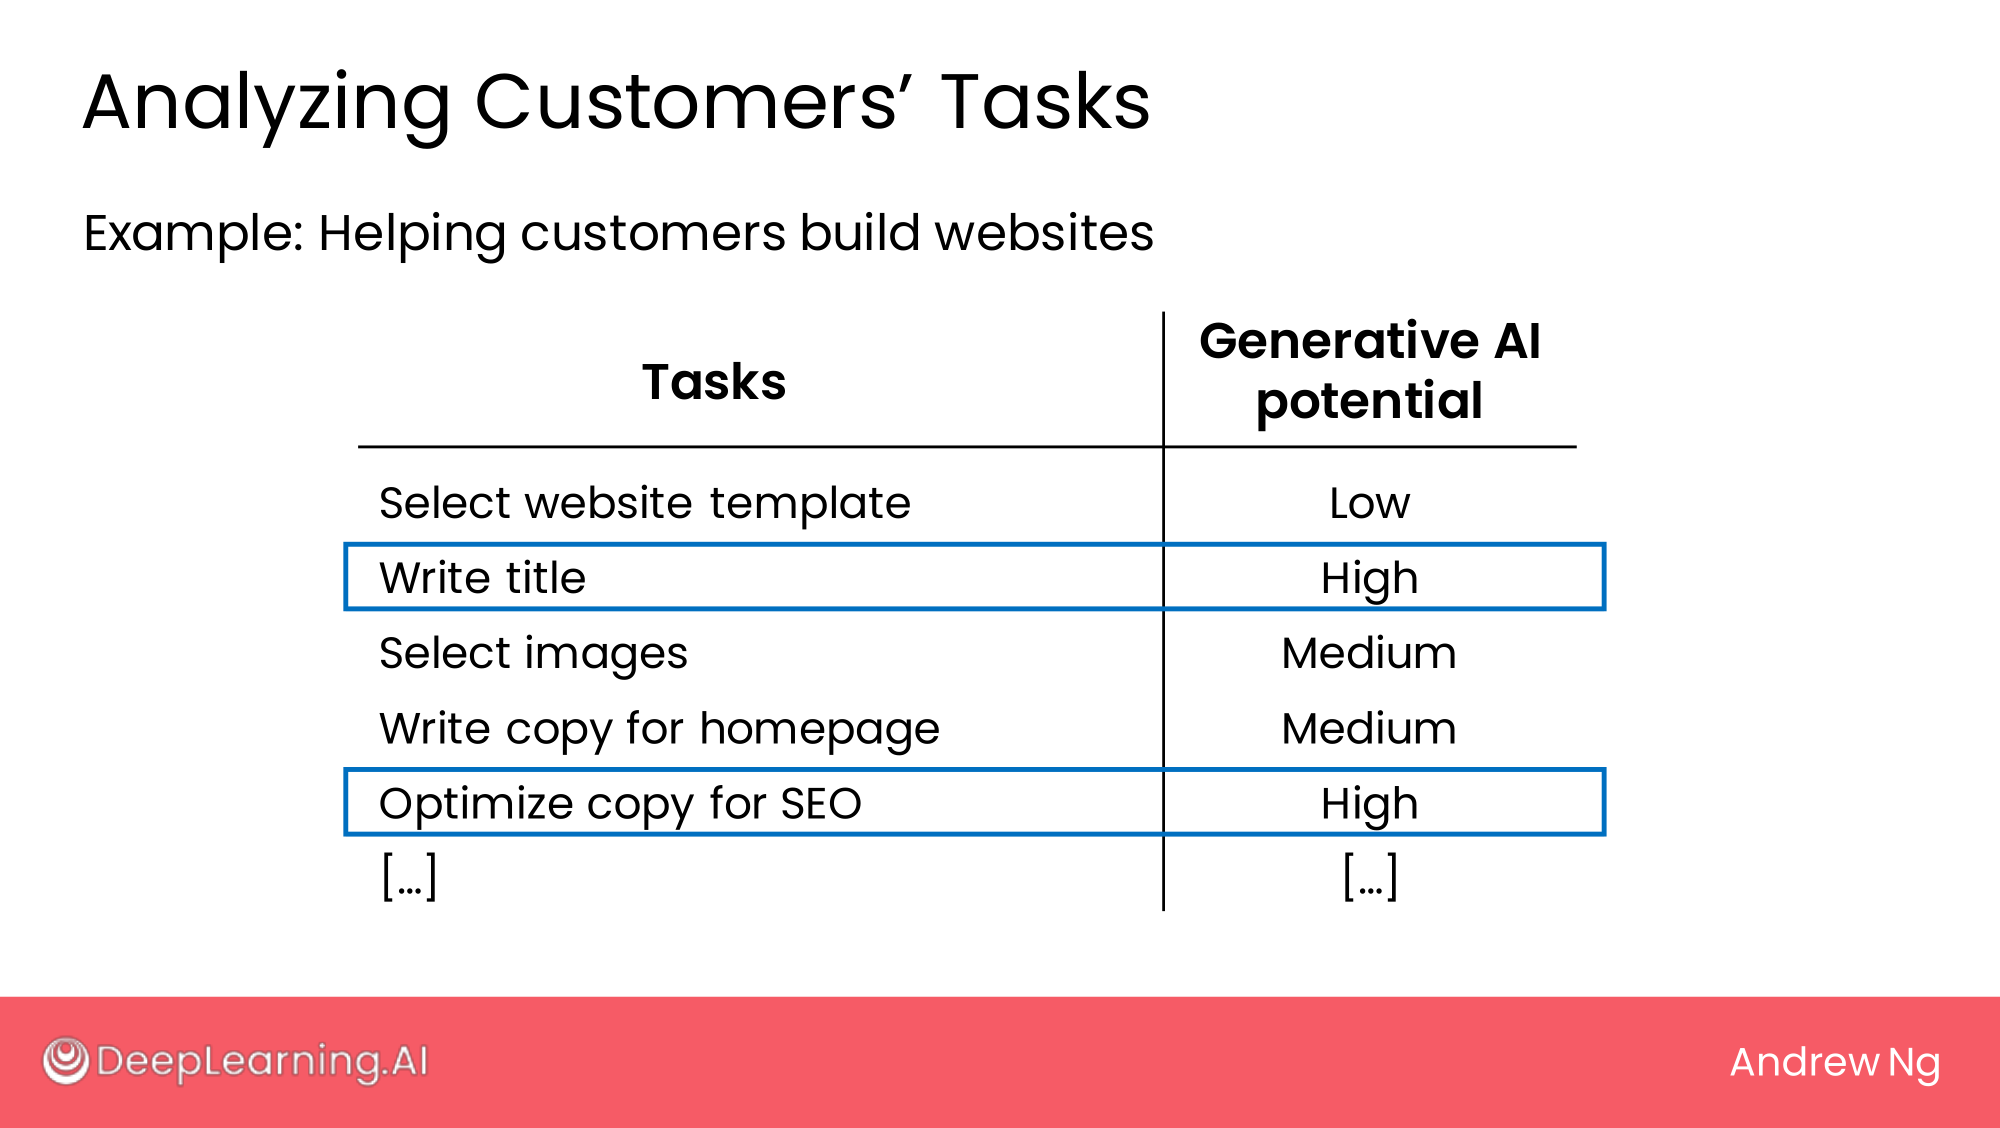 Analyzing Customers’ Tasks
Example: Helping customers build websites
Tasks
Generative AI
potential
Select website template Low
Write title High
Select images Medium
Write copy for homepage Medium
Optimize copy for SEO High
[…] […]
DeepLearning.AI
Andrew Ng